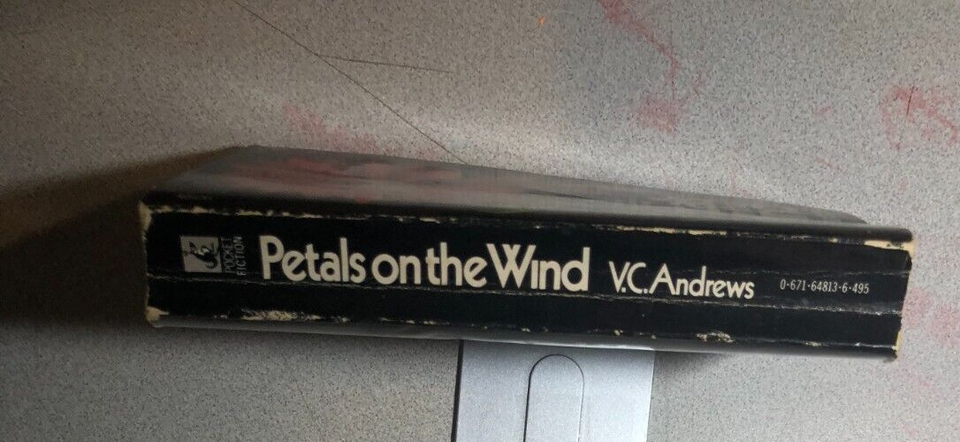 POCKET
FICTION
Petals on the Wind
V.C. Andrews
0-671-64813-6·495